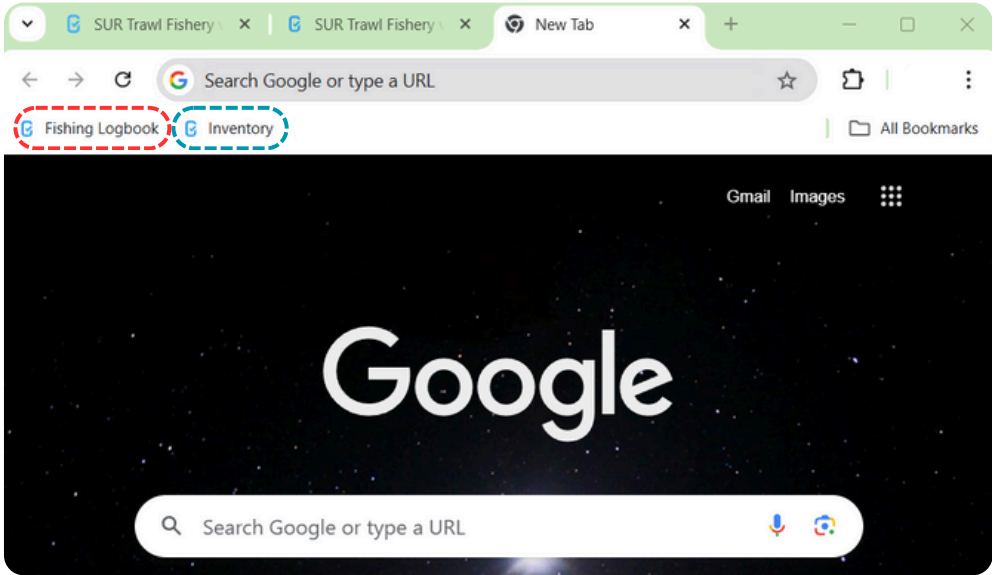 SUR Trawl Fishery SUR Trawl Fishery New Tab
Search Google or type a URL
Fishing Logbook Inventory All Bookmarks
Gmail Images
Google
Search Google or type a URL